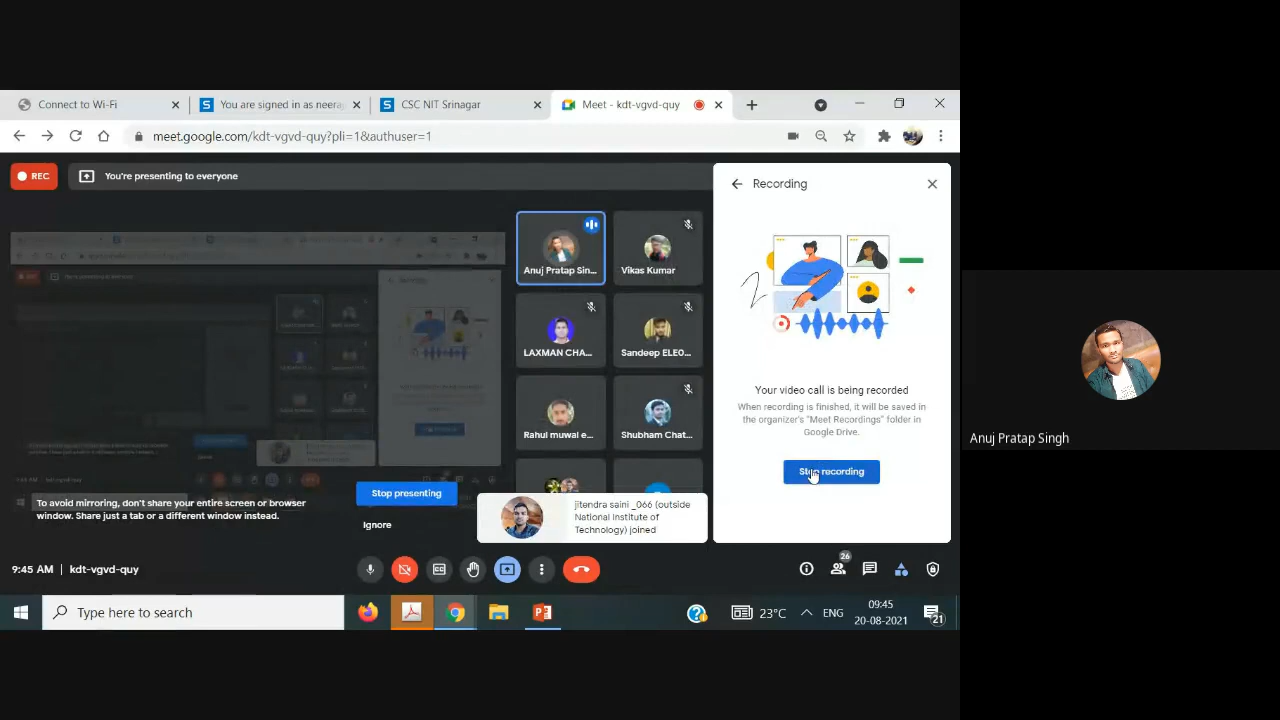 Connect to Wi-Fi
You are signed in as neera
CSC NIT Srinagar
Meet - kdt-vgvd-quy
meet.google.com/kdt-vgvd-quy?pli=1&authuser=1
REC
You're presenting to everyone
Recording
Anuj Pratap Sin...
Vikas Kumar
LAXMAN CHA...
Sandeep ELE0...
Rahul muwal e...
Shubham Chat...
Your video call is being recorded
When recording is finished, it will be saved in
the organizer's "Meet Recordings" folder in
Google Drive.
Stop recording
To avoid mirroring, don't share your entire screen or browser
window. Share just a tab or a different window instead.
Stop presenting
Ignore
jitendra saini _066 (outside
National Institute of
Technology) joined
9:45 AM | kdt-vgvd-quy
26
Type here to search
23°C
ENG
09:45
20-08-2021
21
Anuj Pratap Singh